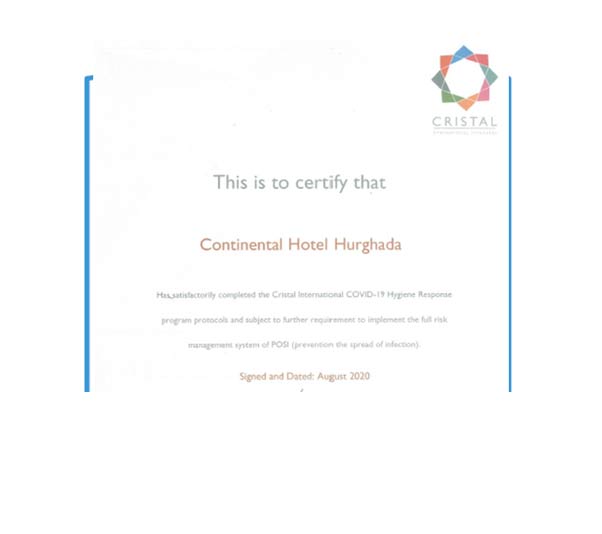 CRISTAL
INTERNATIONAL STANDARDS
This is to certify that
Continental Hotel Hurghada
Has satisfactorily completed the Cristal International COVID-19 Hygiene Response
program protocols and subject to further requirement to implement the full risk
management system of POSI (prevention the spread of infection).
Signed and Dated: August 2020